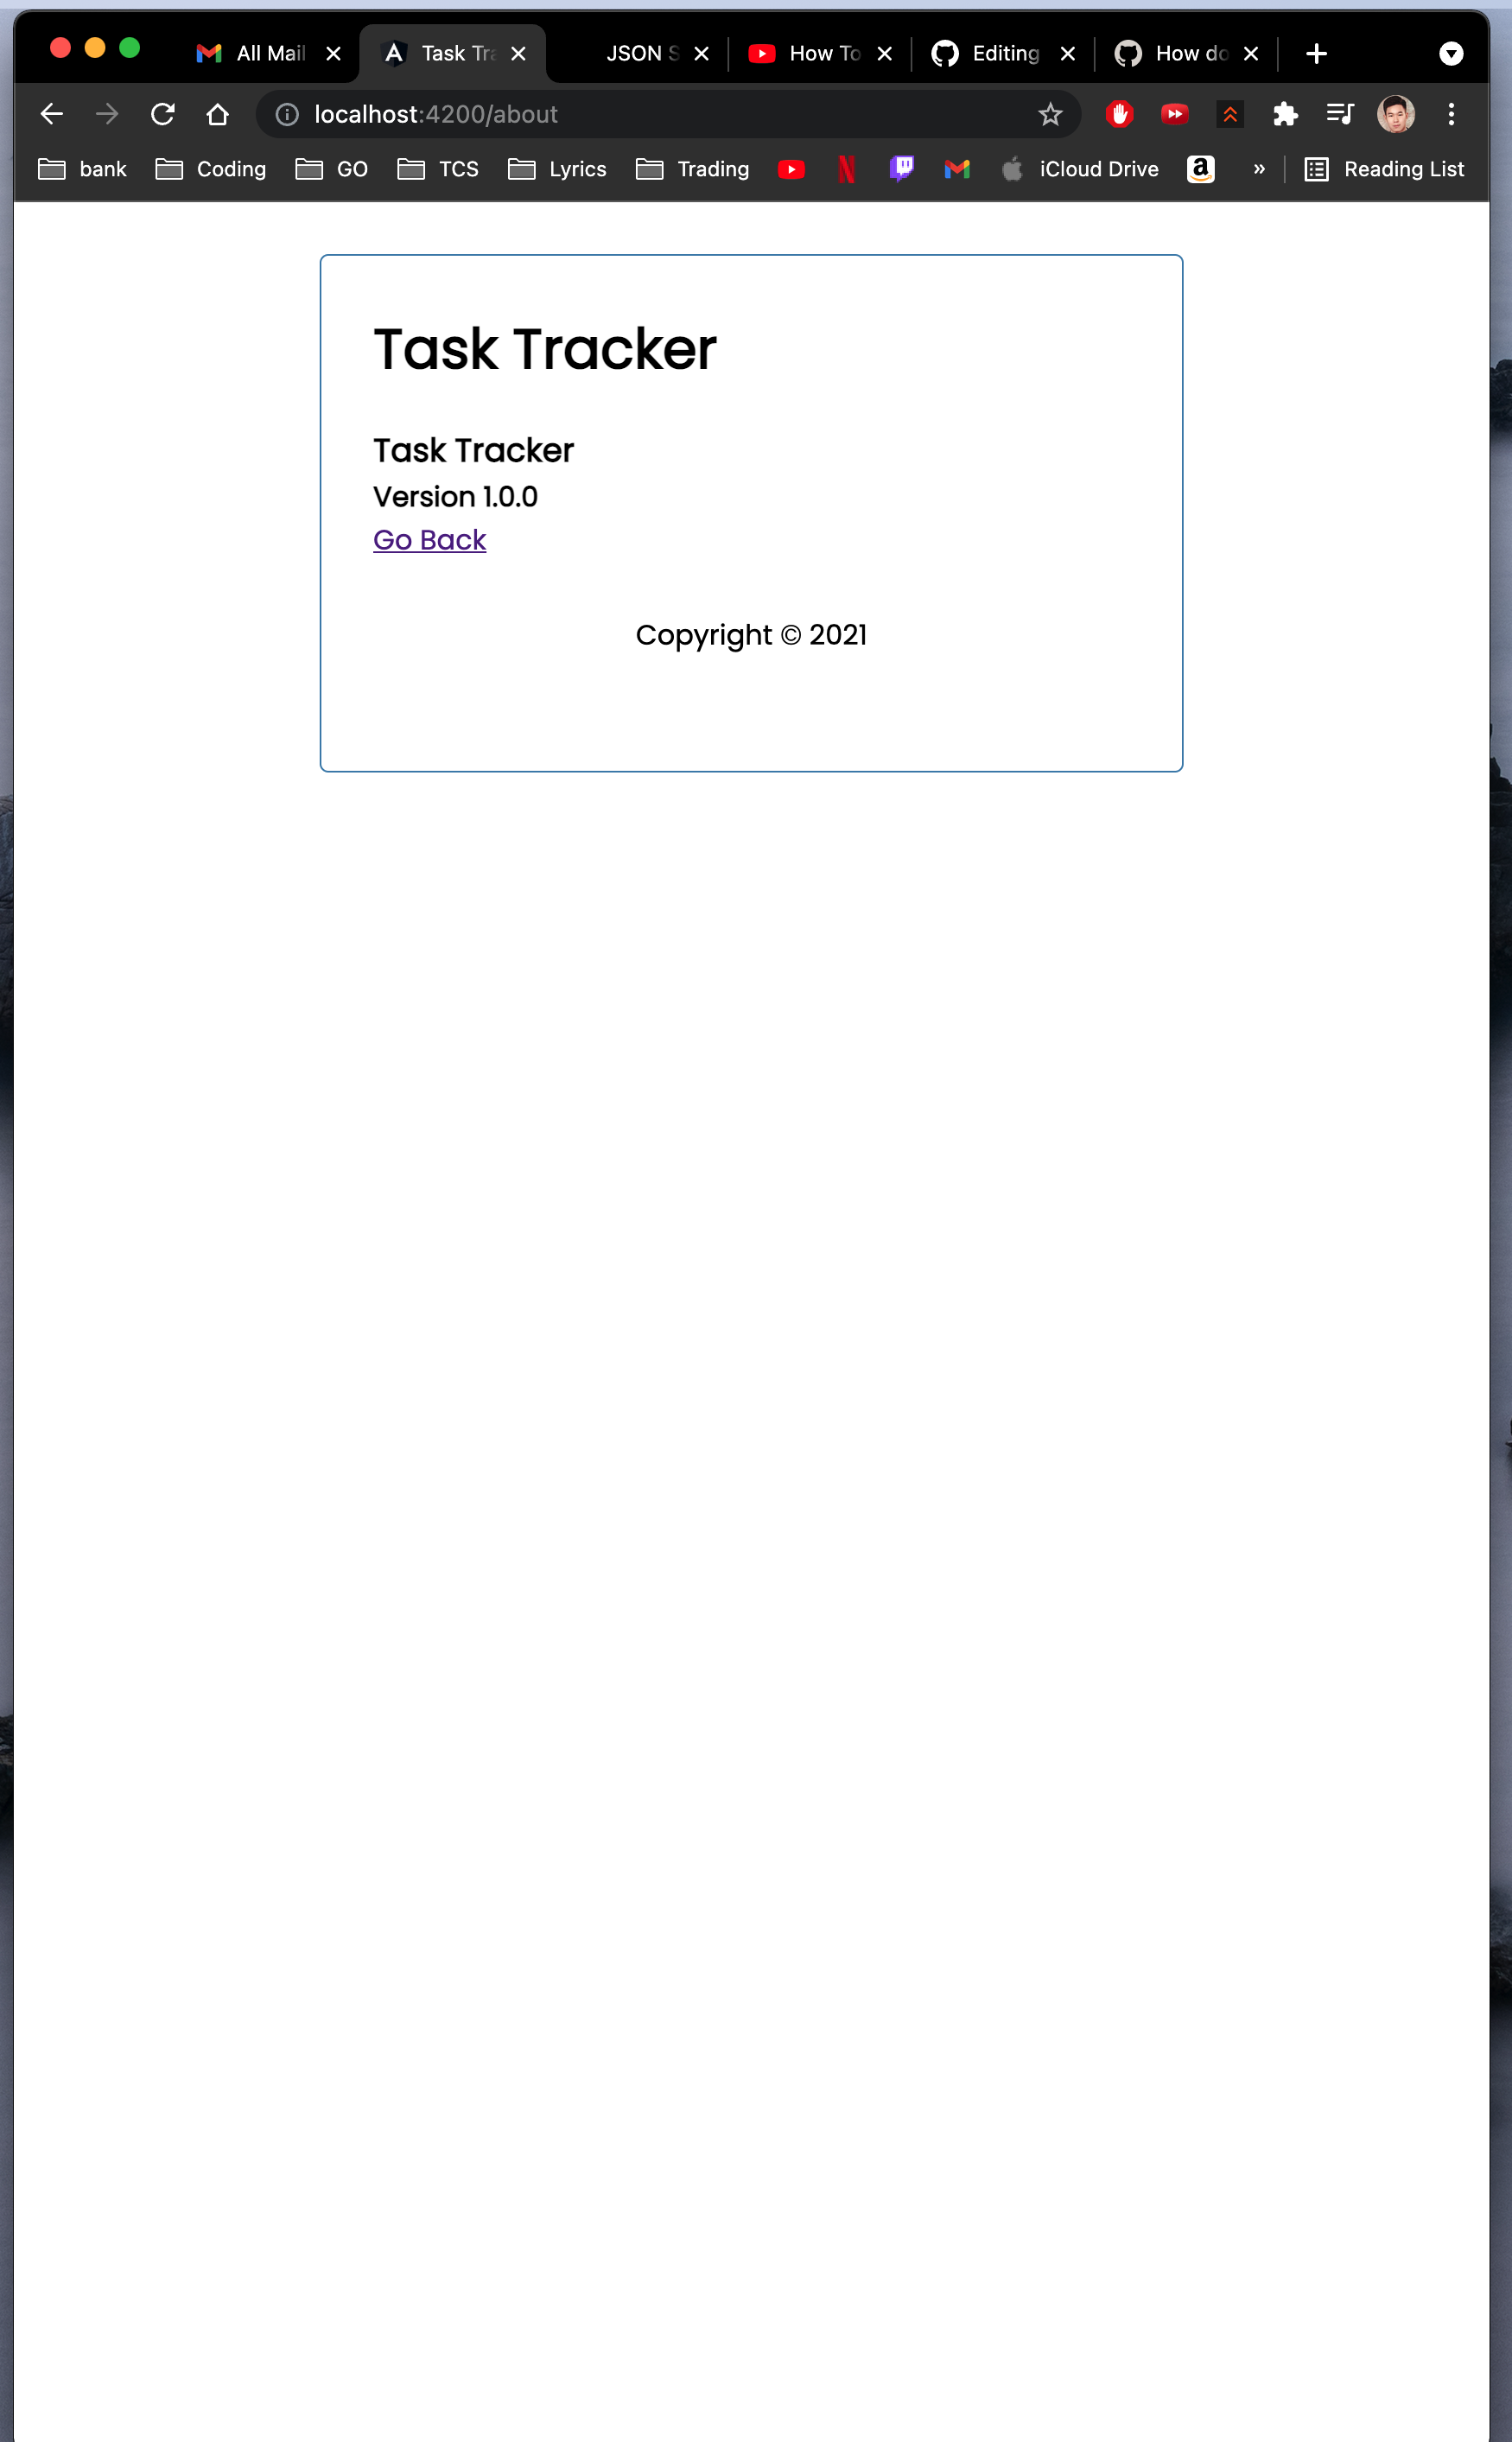 All Mail
Task Tra
JSON S
How To
Editing
How do
localhost:4200/about
bank
Coding
GO
TCS
Lyrics
Trading
iCloud Drive
»
Reading List
Task Tracker
Task Tracker
Version 1.0.0
Go Back
Copyright © 2021